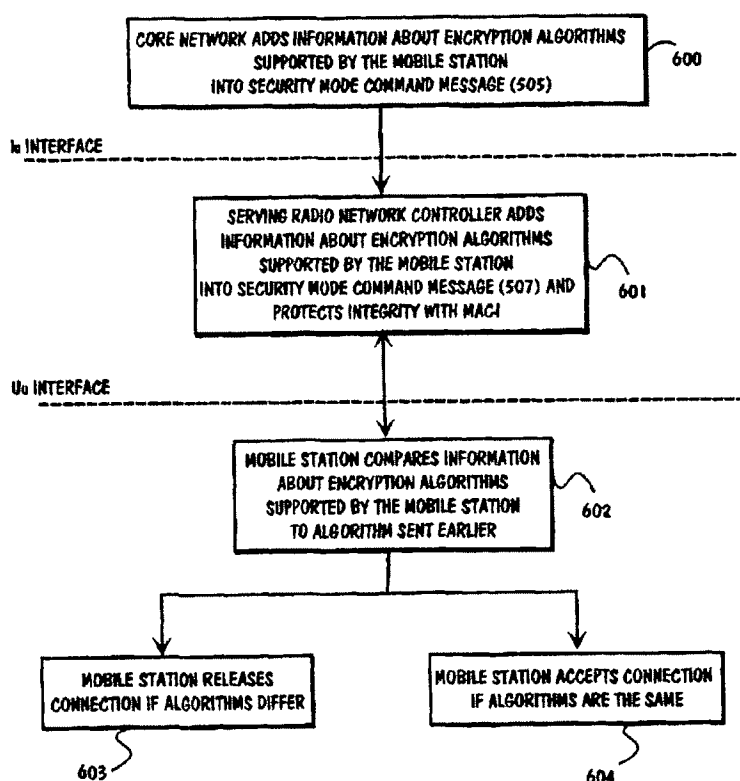 CORE NETWORK ADDS INFORMATION ABOUT ENCRYPTION ALGORITHMS
SUPPORTED BY THE MOBILE STATION
INTO SECURITY MODE COMMAND MESSAGE (505)
600
Iu INTERFACE
SERVING RADIO NETWORK CONTROLLER ADDS
INFORMATION ABOUT ENCRYPTION ALGORITHMS
SUPPORTED BY THE MOBILE STATION
INTO SECURITY MODE COMMAND MESSAGE (507) AND
PROTECTS INTEGRITY WITH MAC-I
601
Uu INTERFACE
MOBILE STATION COMPARES INFORMATION
ABOUT ENCRYPTION ALGORITHMS
SUPPORTED BY THE MOBILE STATION
TO ALGORITHM SENT EARLIER
602
MOBILE STATION RELEASES
CONNECTION IF ALGORITHMS DIFFER
603
MOBILE STATION ACCEPTS CONNECTION
IF ALGORITHMS ARE THE SAME
604